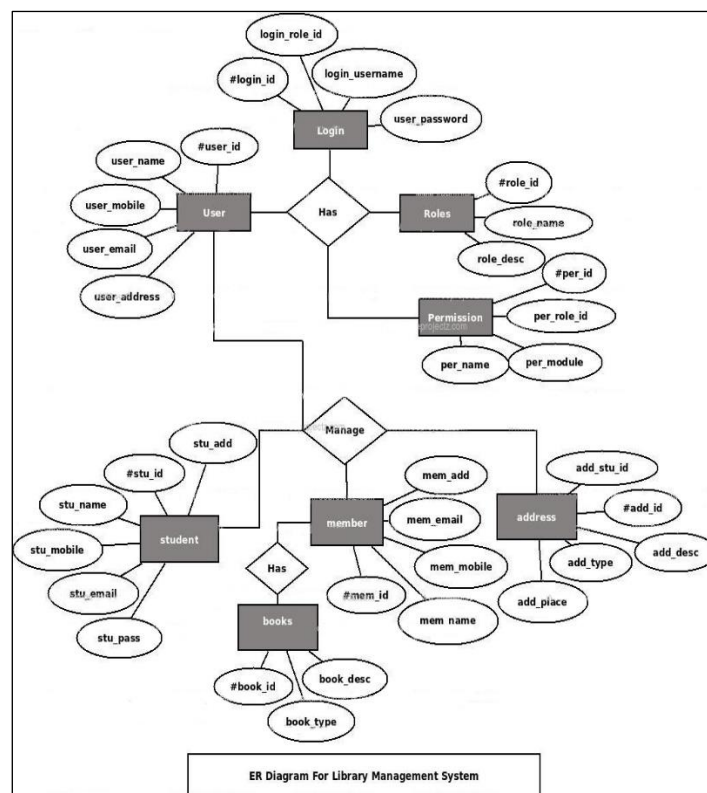 login_role_id
login_username
#login_id
user_password
Login
#user_id
user_name
user_mobile
User
user_email
user_address
Has
#role_id
Roles
role_name
role_desc
#per_id
Permission
per_role_id
per_name
per_module
Manage
stu_add
#stu_id
stu_name
student
stu_mobile
stu_email
stu_pass
mem_add
member
mem_email
mem_mobile
#mem_id
mem_name
add_stu_id
address
#add_id
add_desc
add_type
add_place
Has
books
#book_id
book_desc
book_type
ER Diagram For Library Management System